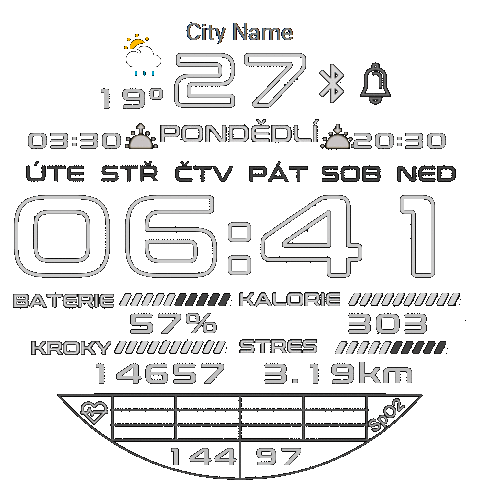 City Name
19° 27
03:30 PONDĚDLÍ 20:30
ÚTE STŘ ČTV PÁT SOB NED
06:41
BATERIE KALORIE
57% 303
KROKY STRES
14657 3.19km
SpO2
144 97